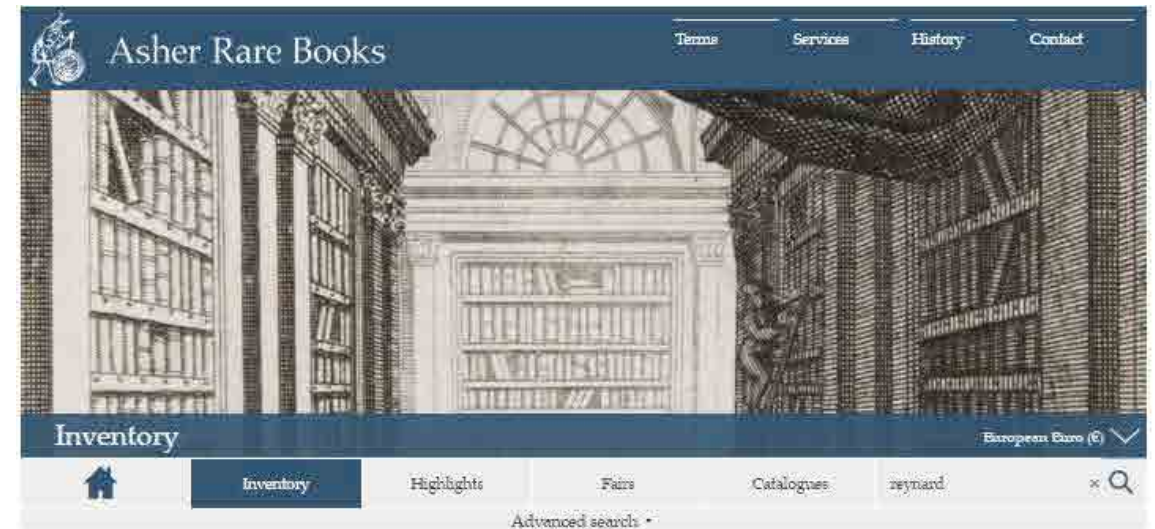 Asher Rare Books
Terms Services History Contact
Inventory
European Euro (€)
Inventory Highlights Fairs Catalogues reynard ×
Advanced search